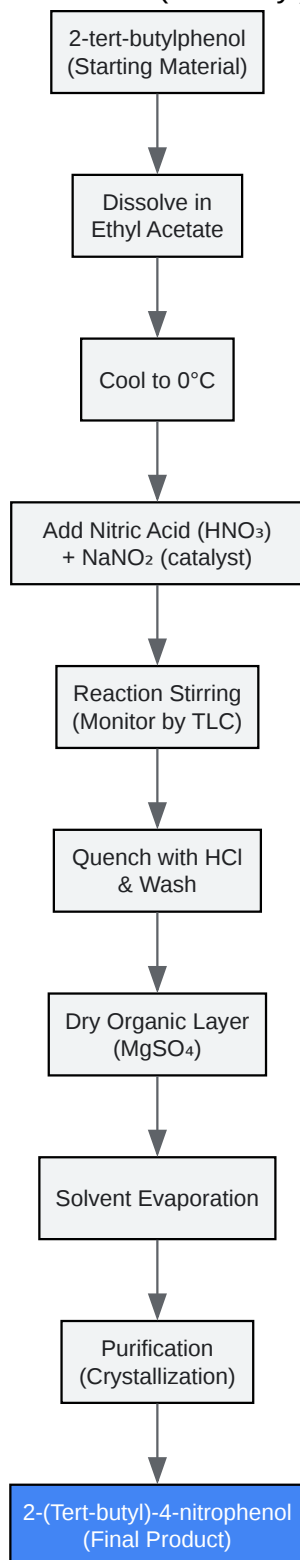 2-tert-butylphenol
(Starting Material)
Dissolve in
Ethyl Acetate
Cool to 0°C
Add Nitric Acid (HNO₃)
+ NaNO₂ (catalyst)
Reaction Stirring
(Monitor by TLC)
Quench with HCl
& Wash
Dry Organic Layer
(MgSO₄)
Solvent Evaporation
Purification
(Crystallization)
2-(Tert-butyl)-4-nitrophenol
(Final Product)